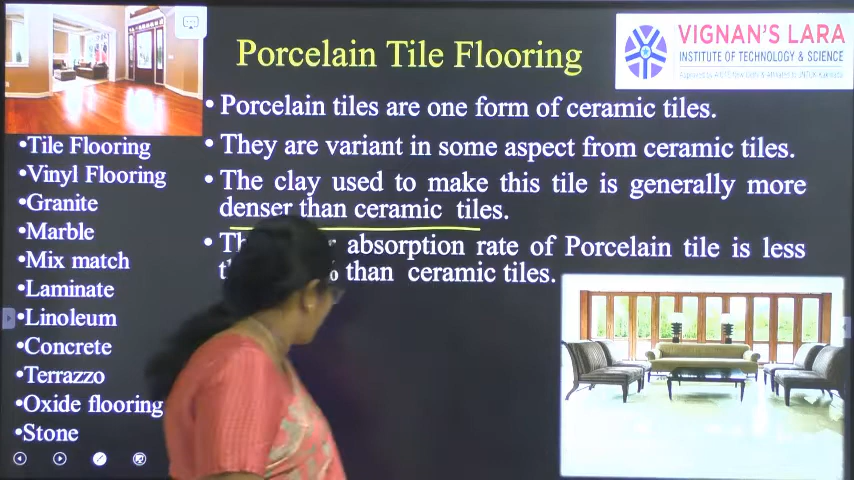 Porcelain Tile Flooring
VIGNAN'S LARA
INSTITUTE OF TECHNOLOGY & SCIENCE
•Tile Flooring
•Vinyl Flooring
•Granite
•Marble
•Mix match
•Laminate
•Linoleum
•Concrete
•Terrazzo
•Oxide flooring
•Stone
• Porcelain tiles are one form of ceramic tiles.
• They are variant in some aspect from ceramic tiles.
• The clay used to make this tile is generally more
denser than ceramic tiles.
• absorption rate of Porcelain tile is less
% than ceramic tiles.